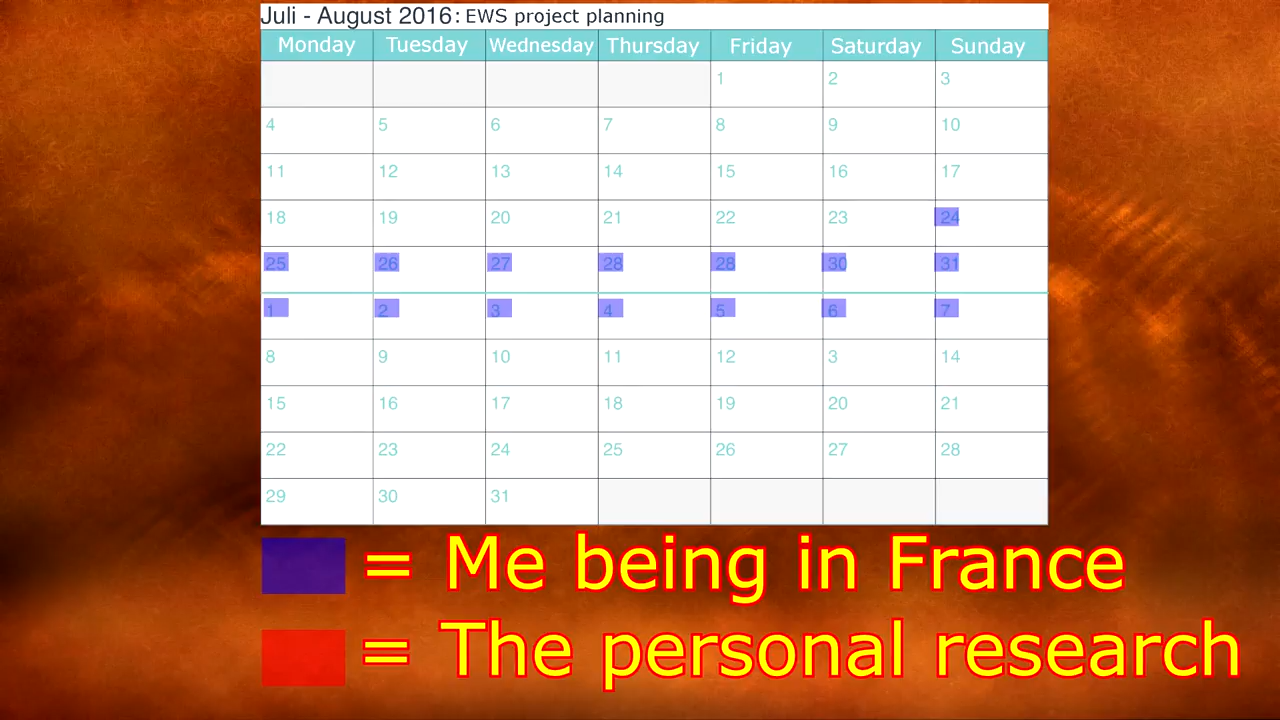 Juli - August 2016: EWS project planning
Monday Tuesday Wednesday Thursday Friday Saturday Sunday
1 2 3
4 5 6 7 8 9 10
11 12 13 14 15 16 17
18 19 20 21 22 23 24
25 26 27 28 28 30 31
1 2 3 4 5 6 7
8 9 10 11 12 3 14
15 16 17 18 19 20 21
22 23 24 25 26 27 28
29 30 31
= Me being in France
= The personal research